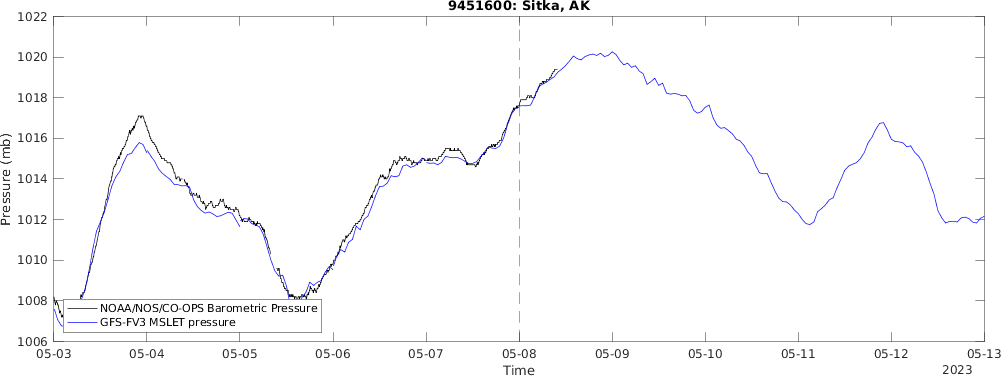 9451600: Sitka, AK
1022
1020
1018
1016
1014
1012
1010
1008
1006
Pressure (mb)
NOAA/NOS/CO-OPS Barometric Pressure
GFS-FV3 MSLET pressure
05-03 05-04 05-05 05-06 05-07 05-08 05-09 05-10 05-11 05-12 05-13
Time
2023